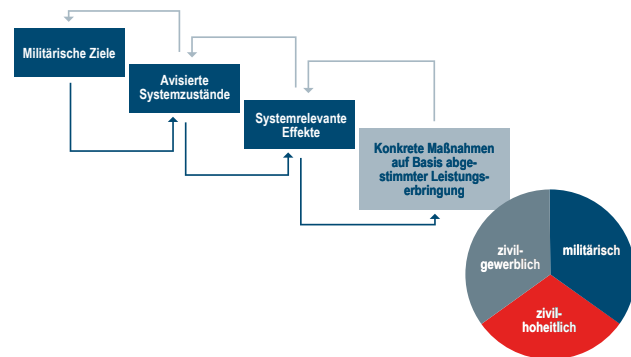 Militärische Ziele
Avisierte
Systemzustände
Systemrelevante
Effekte
Konkrete Maßnahmen
auf Basis abge-
stimmter Leistungs-
erbringung
zivil-
gewerblich
militärisch
zivil-
hoheitlich